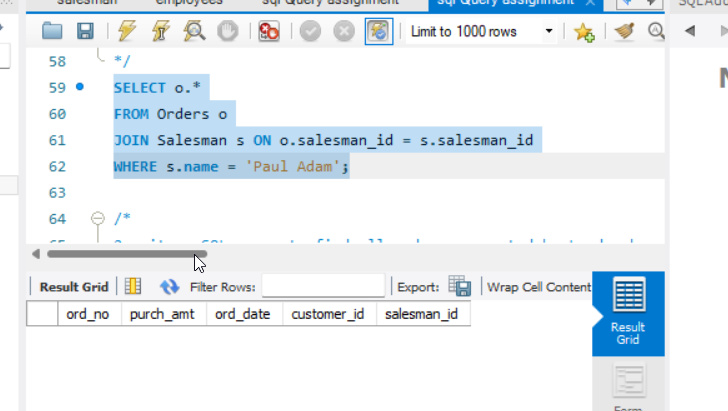 salesman employees sql Query assignment sql Query assignment
Limit to 1000 rows
58 */
59 SELECT o.*
60 FROM Orders o
61 JOIN Salesman s ON o.salesman_id = s.salesman_id
62 WHERE s.name = 'Paul Adam';
63
64 /*
Result Grid Filter Rows: Export: Wrap Cell Content
ord_no purch_amt ord_date customer_id salesman_id
Result
Grid
Form